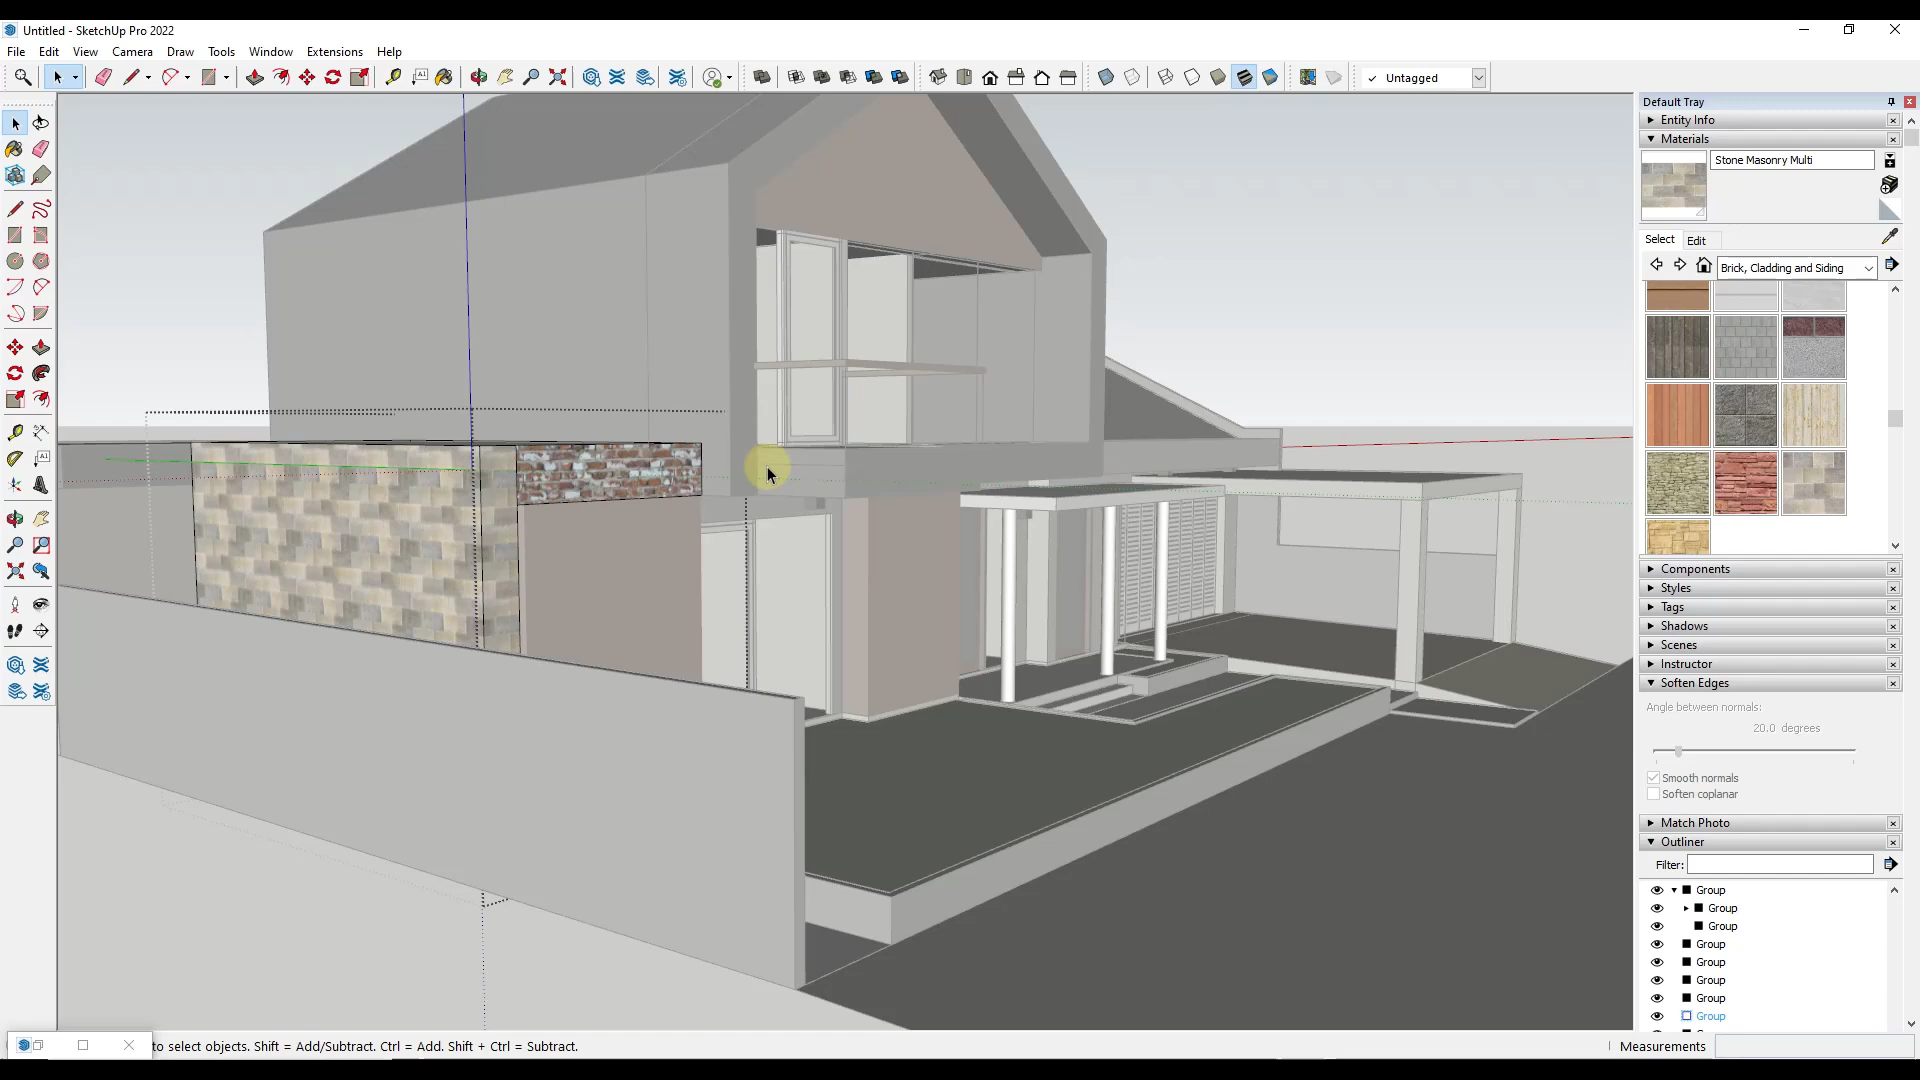 Untitled - SketchUp Pro 2022
File Edit View Camera Draw Tools Window Extensions Help
Untagged
Default Tray
Entity Info
Materials
Stone Masonry Multi
Select Edit
Brick, Cladding and Siding
Components
Styles
Tags
Shadows
Scenes
Instructor
Soften Edges
Angle between normals:
20.0 degrees
Smooth normals
Soften coplanar
Match Photo
Outliner
Filter:
Group
Group
Group
Group
Group
Group
Group
Group
to select objects. Shift = Add/Subtract. Ctrl = Add. Shift + Ctrl = Subtract.
Measurements